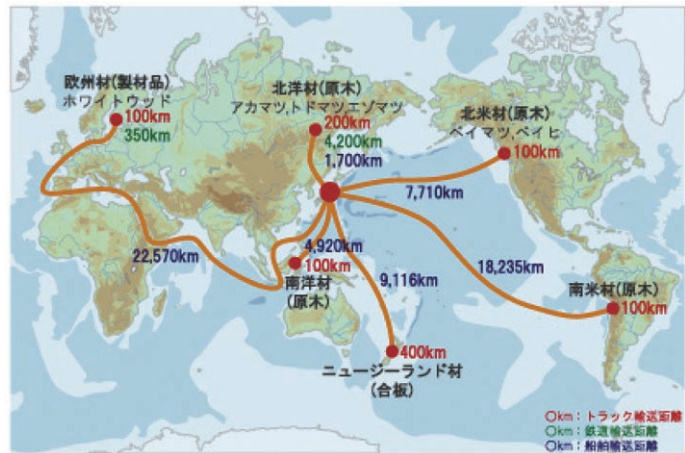 欧州材(製材品)
ホワイトウッド
100km
350km
北洋材(原木)
アカマツ,トドマツ,エゾマツ
200km
4,200km
1,700km
北米材(原木)
ベイマツ,ベイヒ
100km
7,710km
22,570km
4,920km
100km
南洋材
(原木)
9,116km
18,235km
南米材(原木)
100km
400km
ニュージーランド材
(合板)
○km：トラック輸送距離
○km：鉄道輸送距離
○km：船舶輸送距離